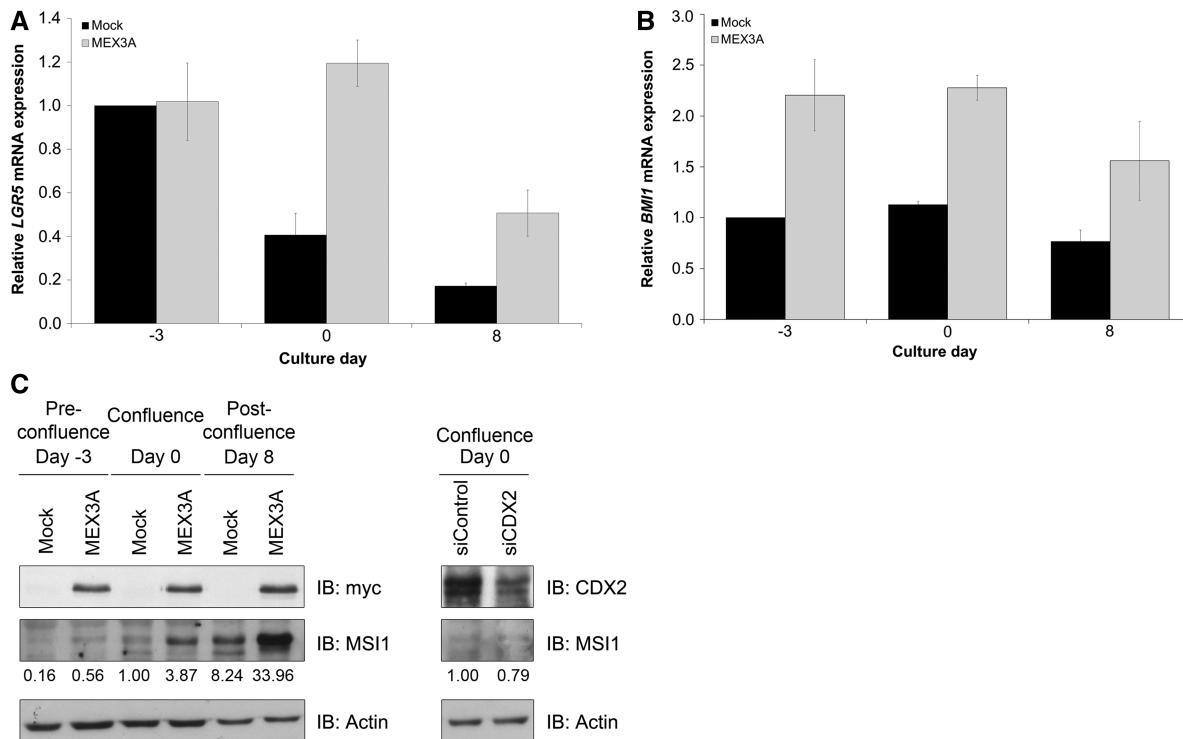 A
Relative LGR5 mRNA expression
1.4
1.2
1.0
0.8
0.6
0.4
0.2
0.0
Mock
MEX3A
-3 0 8
Culture day
B
Relative BMI1 mRNA expression
3.0
2.5
2.0
1.5
1.0
0.5
0.0
Mock
MEX3A
-3 0 8
Culture day
C
Pre-
confluence
Day -3
Confluence
Day 0
Post-
confluence
Day 8
Mock MEX3A Mock MEX3A Mock MEX3A
IB: myc
IB: MSI1
0.16 0.56 1.00 3.87 8.24 33.96
IB: Actin
Confluence
Day 0
siControl siCDX2
IB: CDX2
IB: MSI1
1.00 0.79
IB: Actin